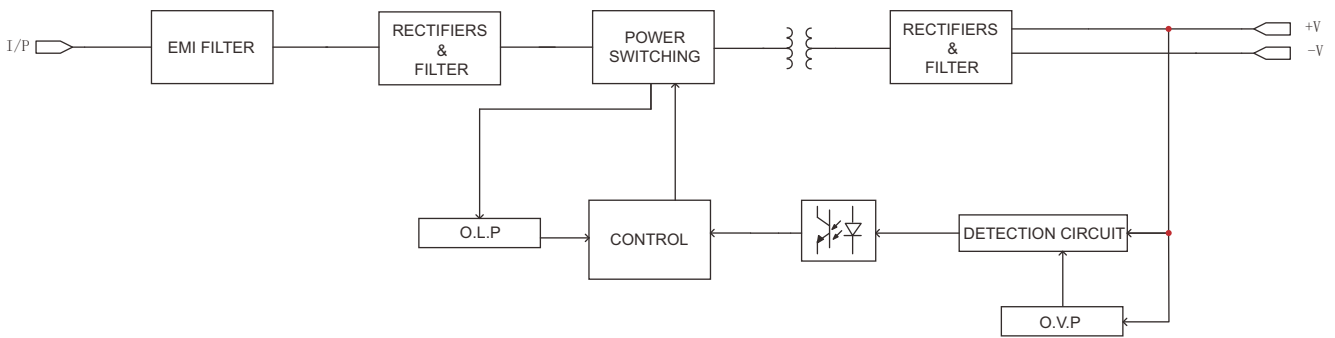 I/P
EMI FILTER
RECTIFIERS
&
FILTER
POWER
SWITCHING
RECTIFIERS
&
FILTER
+V
-V
O.L.P
CONTROL
DETECTION CIRCUIT
O.V.P